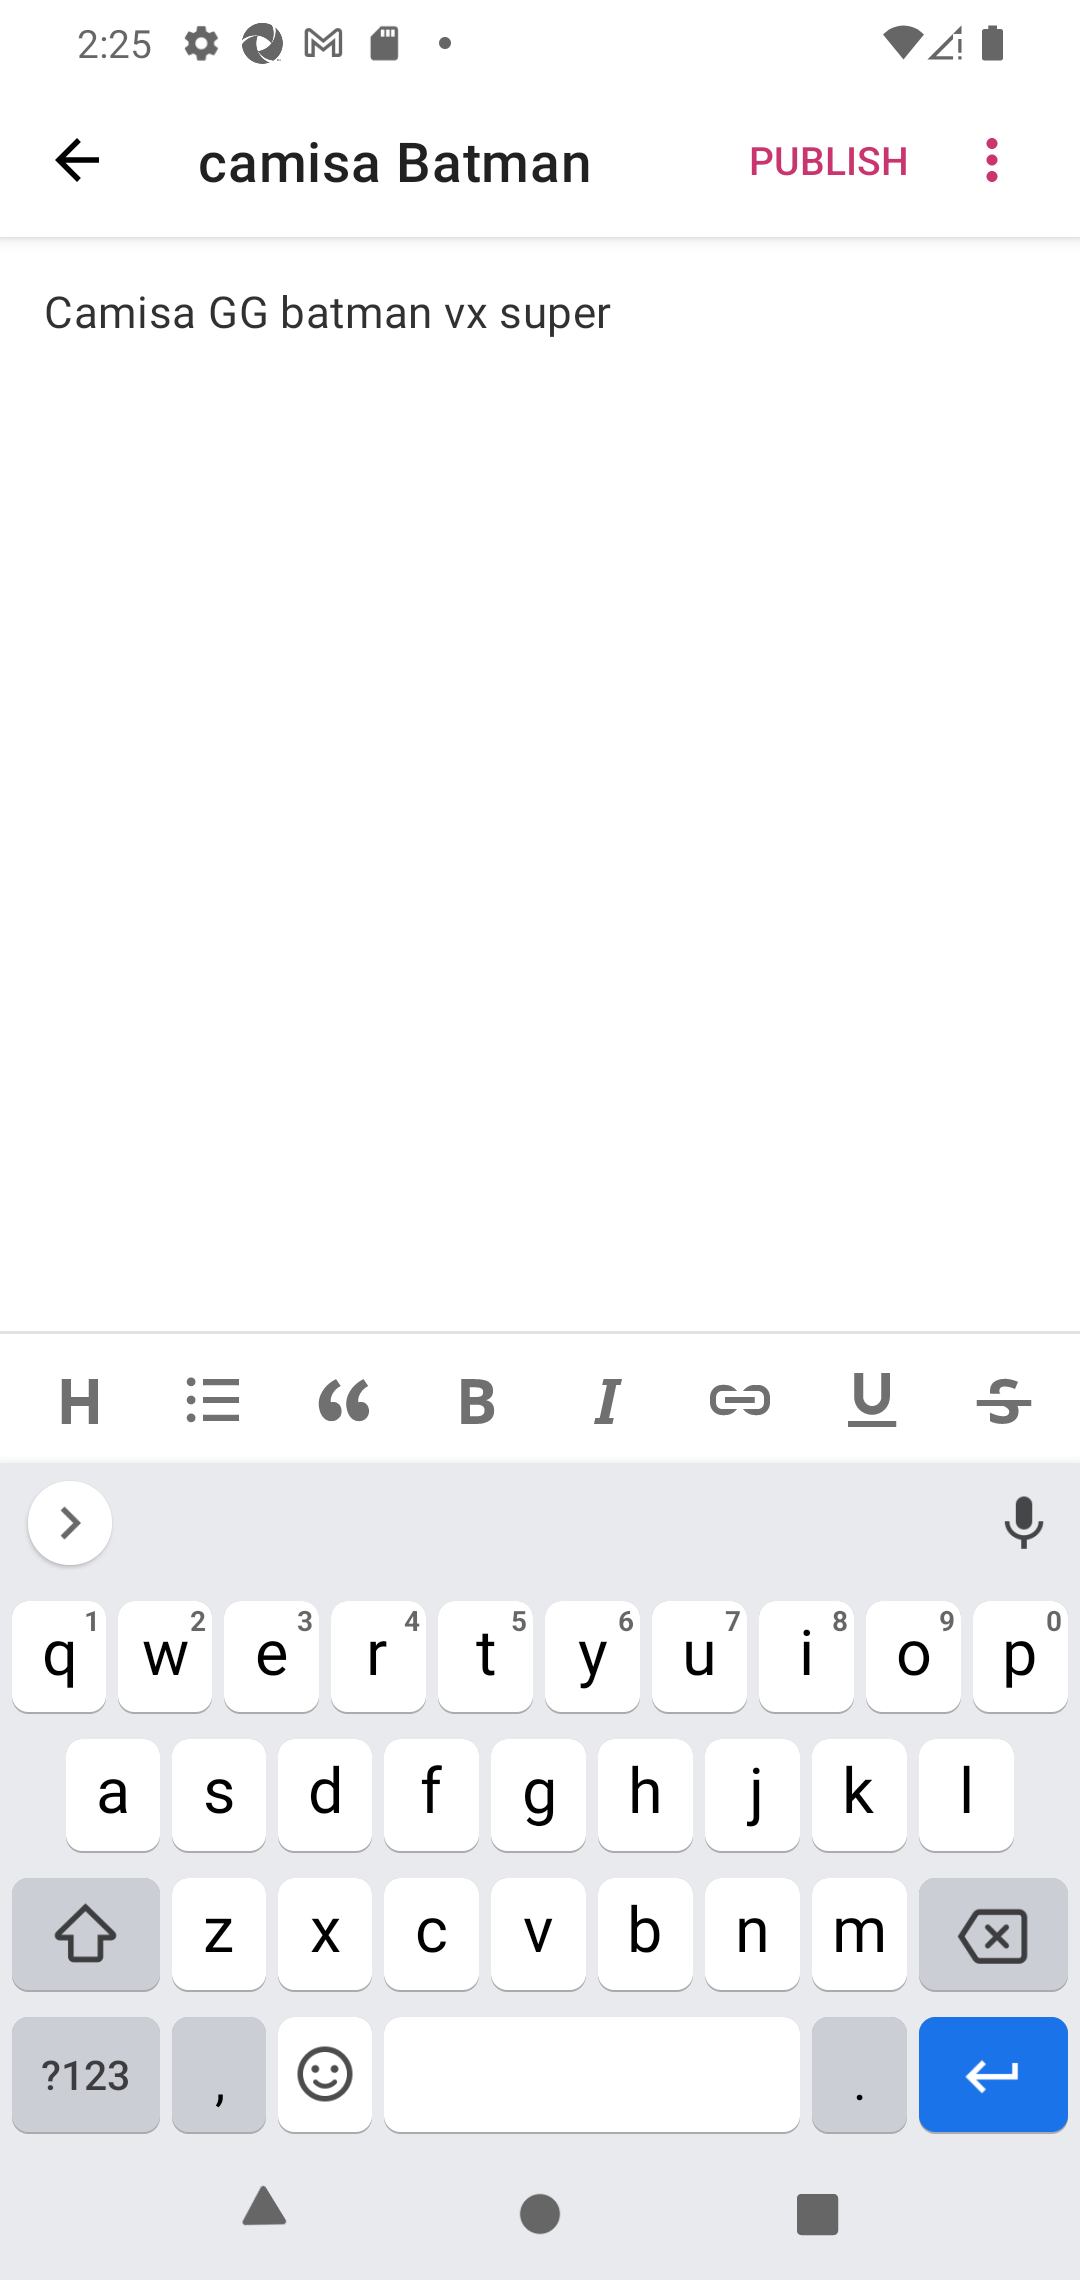 2:25
camisa Batman PUBLISH
Camisa GG batman vx super
H B I U S
1 2 3 4 5 6 7 8 9 0
q w e r t y u i o p
a s d f g h j k l
z x c v b n m
?123 , .